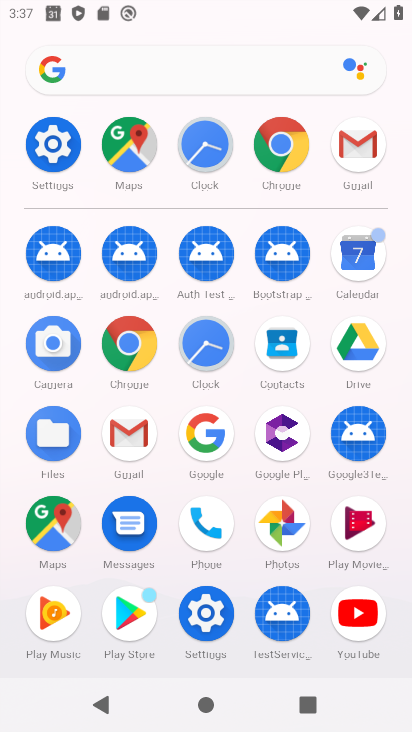 3:37
31
G
Settings
Maps
Clock
Chrome
Gmail
android.ap...
android.ap...
Auth Test ...
Bootstrap ...
7
Calendar
Camera
Chrome
Clock
Contacts
Drive
Files
Gmail
Google
Google Pl...
Google3Te...
Maps
Messages
Phone
Photos
Play Movie...
Play Music
Play Store
Settings
TestServic...
YouTube